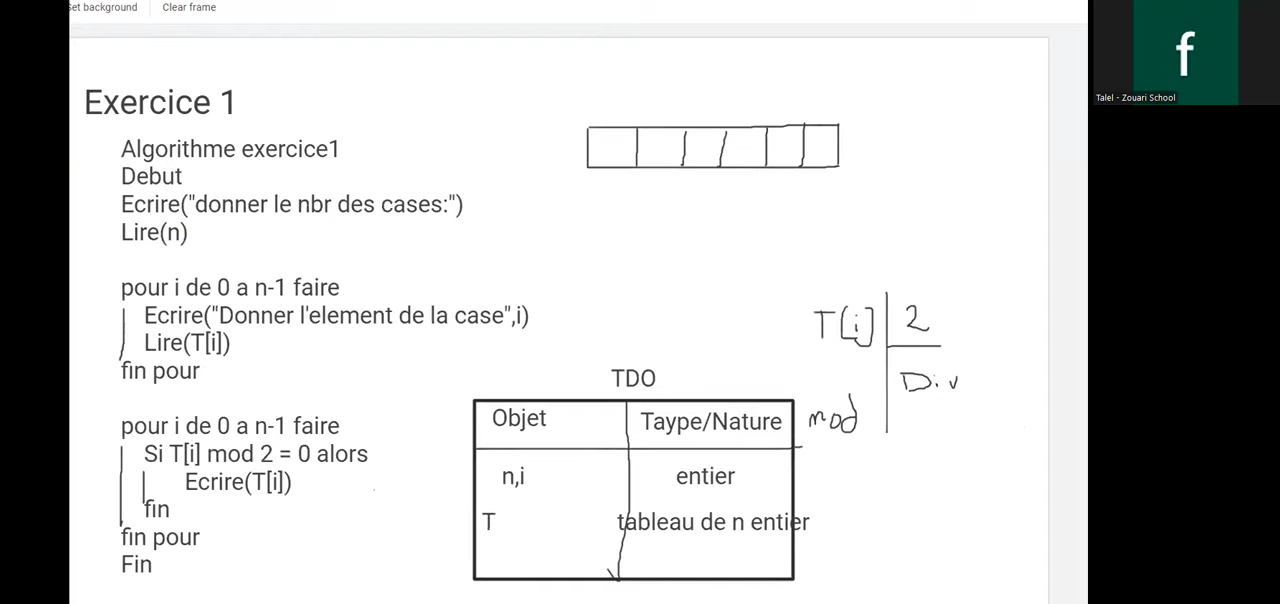 et background
Clear frame
f
Talel - Zouari School
Exercice 1
Algorithme exercice1
Debut
Ecrire("donner le nbr des cases:")
Lire(n)
pour i de 0 a n-1 faire
Ecrire("Donner l'element de la case",i)
Lire(T[i])
fin pour
pour i de 0 a n-1 faire
Si T[i] mod 2 = 0 alors
Ecrire(T[i])
fin
fin pour
Fin
TDO
Objet
Taype/Nature
n,i
entier
T
tableau de n entier
T[i]
2
Div
mod